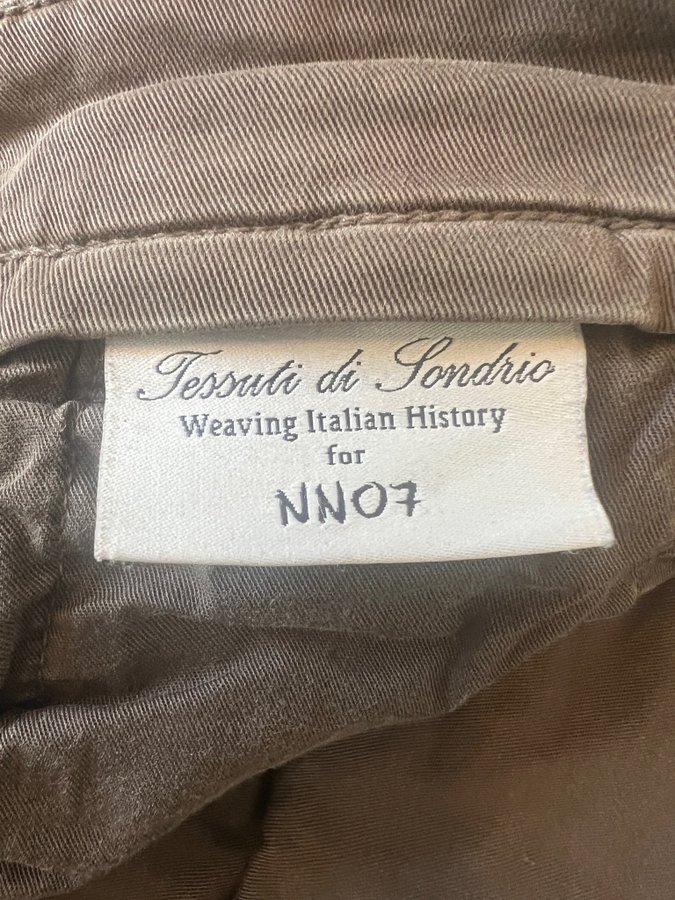 Tessuti di Sondrio
Weaving Italian History
for
NN07